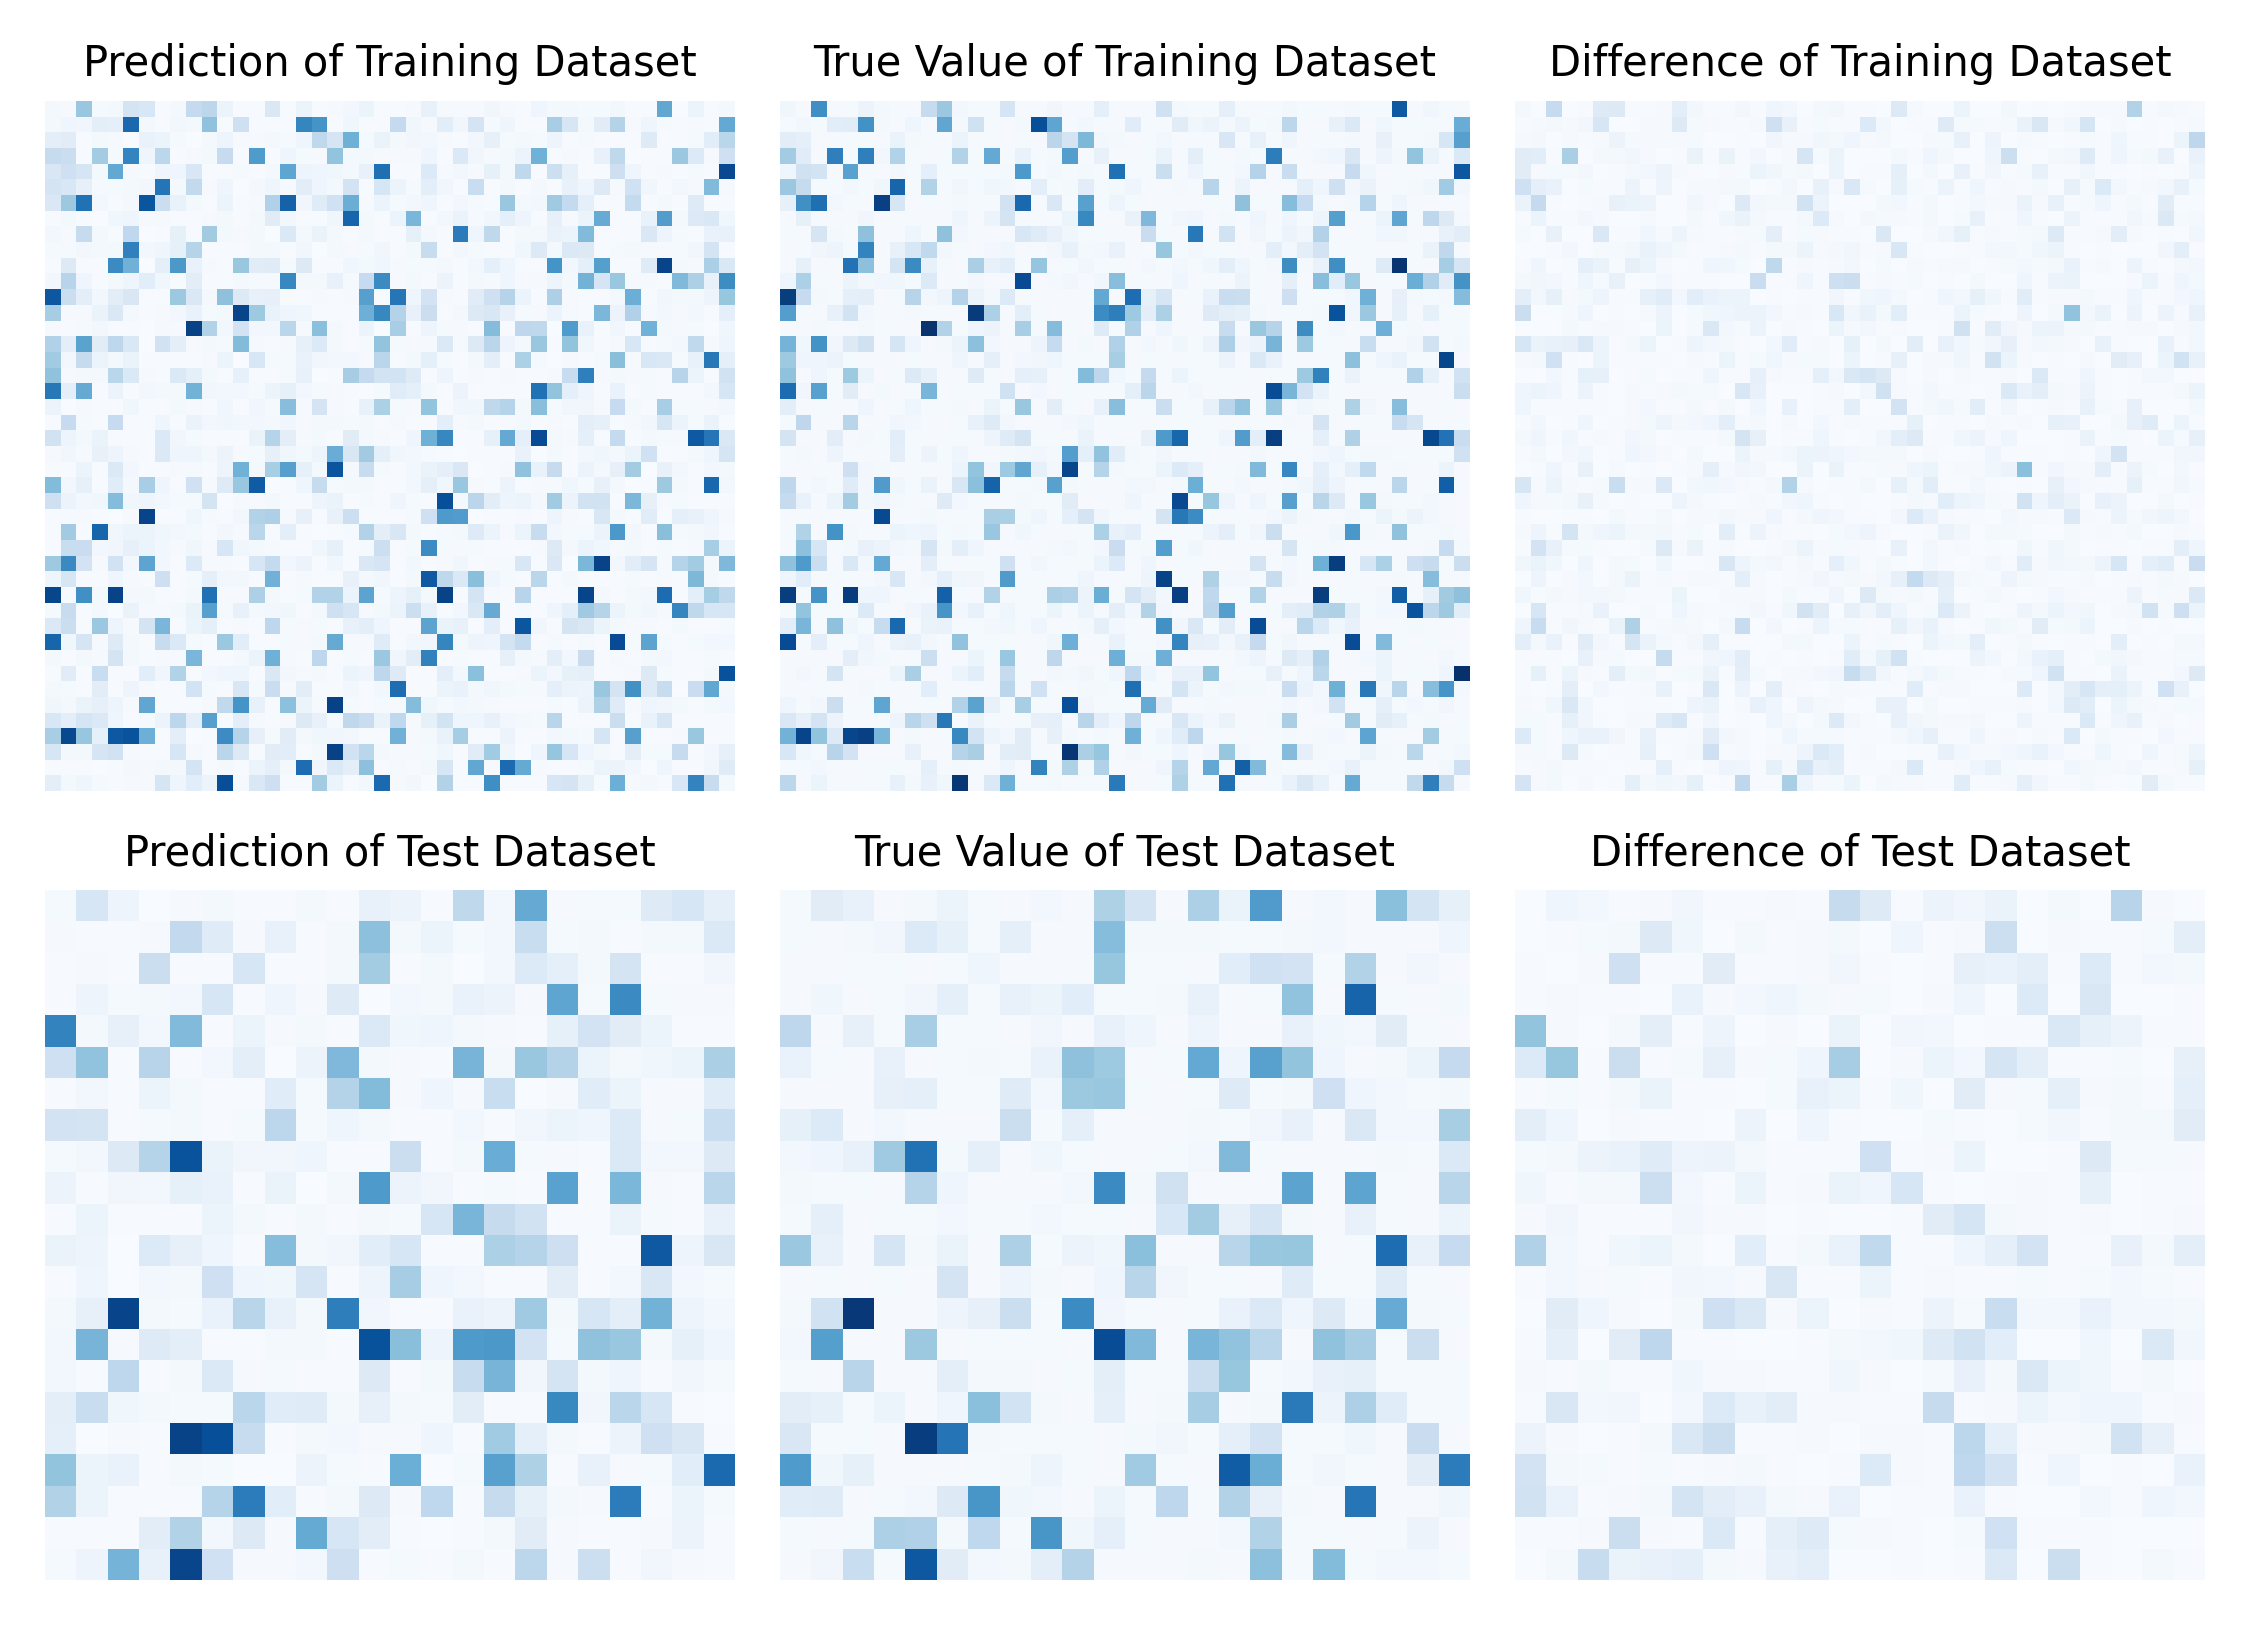 Prediction of Training Dataset
True Value of Training Dataset
Difference of Training Dataset
Prediction of Test Dataset
True Value of Test Dataset
Difference of Test Dataset